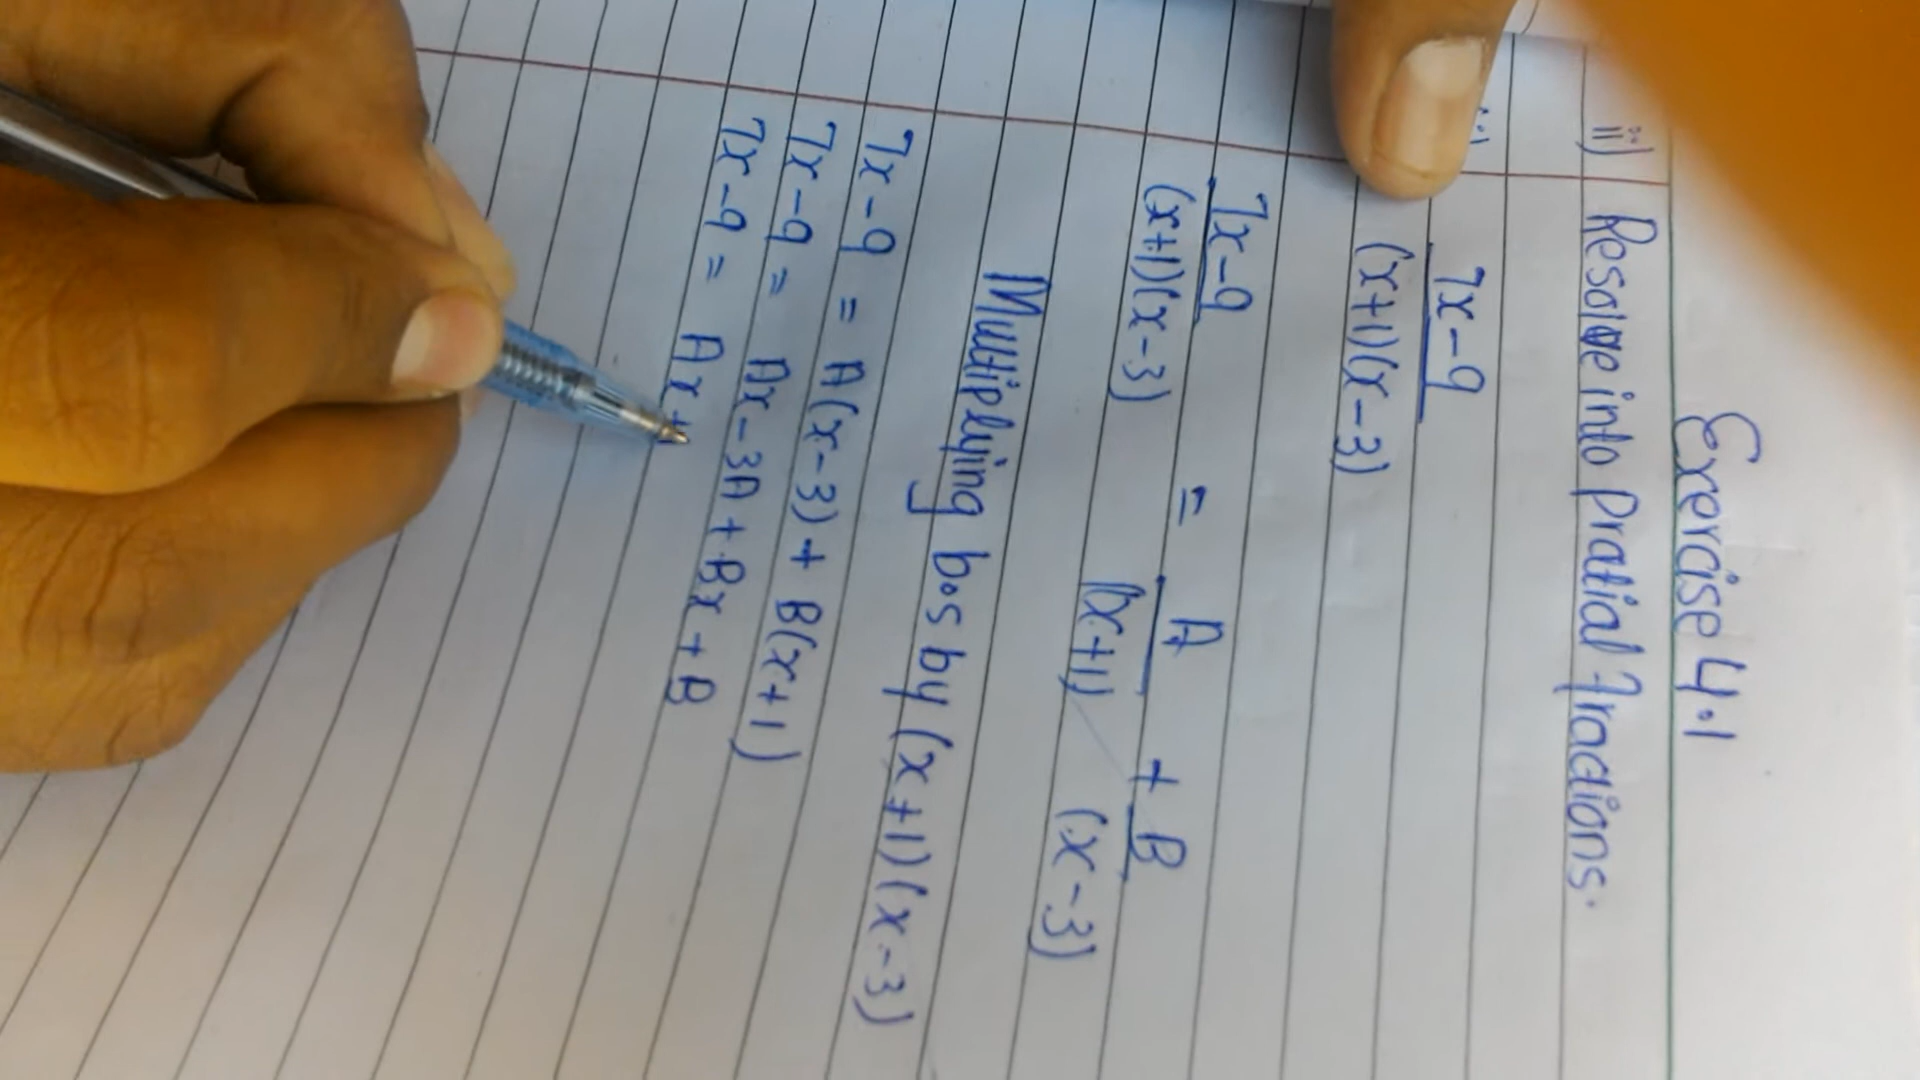 Exercise 4.1
ii) Resolve into Pratial fractions.
7x-9
(x+1)(x-3)
7x-9 = A + B
(x+1)(x-3) (x+1) (x-3)
Multiplying b.s by (x+1)(x-3)
7x-9 = A(x-3) + B(x+1)
7x-9 = Ax-3A + Bx + B
7x-9 = Ax+